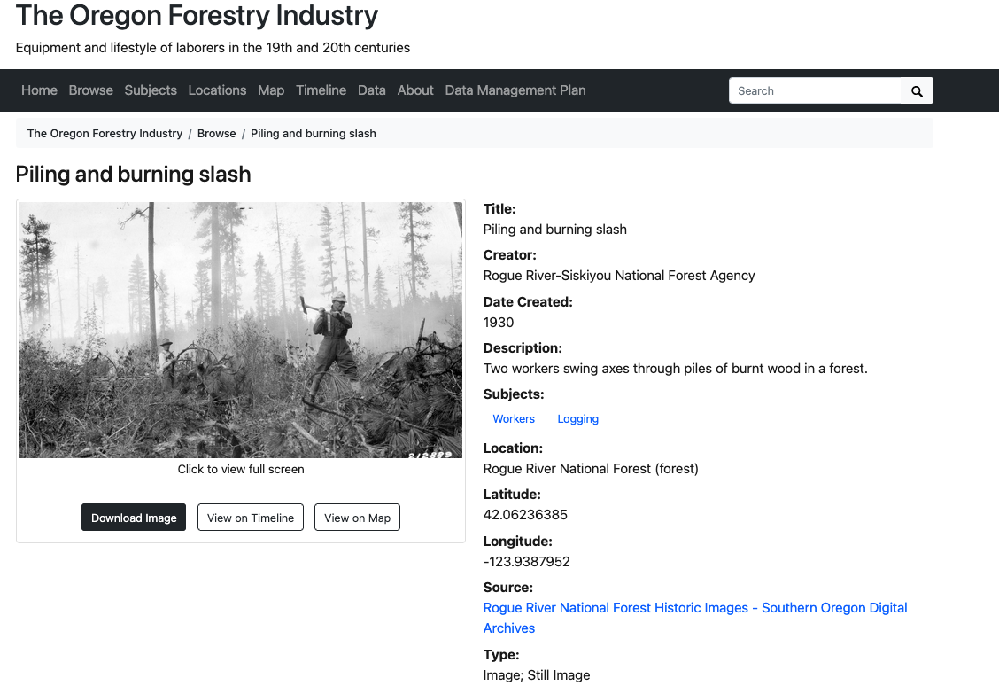 The Oregon Forestry Industry
Equipment and lifestyle of laborers in the 19th and 20th centuries
Home Browse Subjects Locations Map Timeline Data About Data Management Plan Search
The Oregon Forestry Industry / Browse / Piling and burning slash
Piling and burning slash
212889
Click to view full screen
Download Image View on Timeline View on Map
Title:
Piling and burning slash
Creator:
Rogue River-Siskiyou National Forest Agency
Date Created:
1930
Description:
Two workers swing axes through piles of burnt wood in a forest.
Subjects:
Workers Logging
Location:
Rogue River National Forest (forest)
Latitude:
42.06236385
Longitude:
-123.9387952
Source:
Rogue River National Forest Historic Images - Southern Oregon Digital
Archives
Type:
Image; Still Image